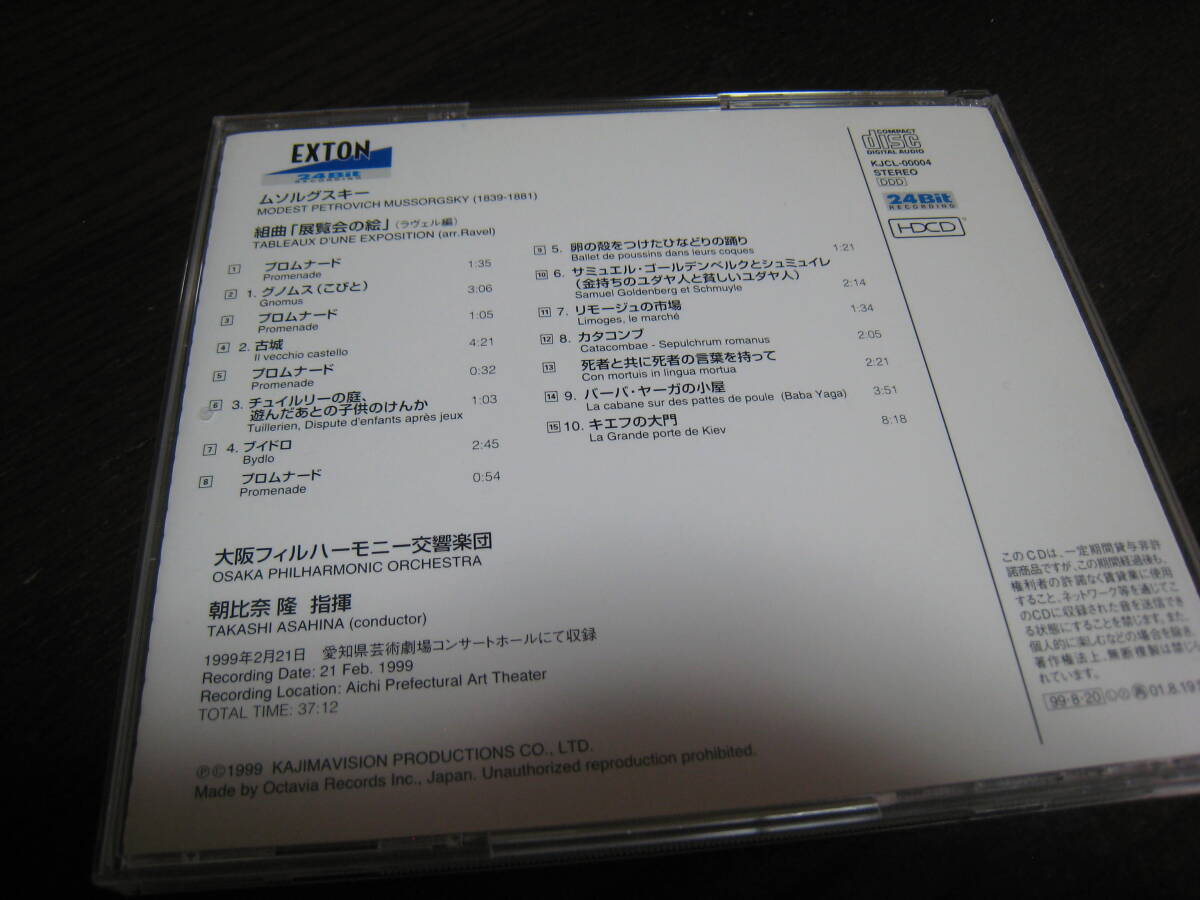 EXTON
24Bit
RECORDING
ムソルグスキー
MODEST PETROVICH MUSSORGSKY (1839-1881)
組曲「展覧会の絵」(ラヴェル編)
TABLEAUX D'UNE EXPOSITION (arr.Ravel)
1 プロムナード 1:35
Promenade
2 1. グノムス(こびと) 3:06
Gnomus
3 プロムナード 1:05
Promenade
4 2. 古城 4:21
Il vecchio castello
5 プロムナード 0:32
Promenade
6 3. チュイルリーの庭、 1:03
遊んだあとの子供のけんか
Tuillerien, Dispute d'enfants après jeux
7 4. ブイドロ 2:45
Bydlo
8 プロムナード 0:54
Promenade
9 5. 卵の殻をつけたひなどりの踊り 1:21
Ballet de poussins dans leurs coques
10 6. サミュエル・ゴールデンベルクとシュミュイレ
(金持ちのユダヤ人と貧しいユダヤ人) 2:14
Samuel Goldenberg et Schmuyle
11 7. リモージュの市場 1:34
Limoges, le marché
12 8. カタコンブ 2:05
Catacombae - Sepulchrum romanus
13 死者と共に死者の言葉を持って 2:21
Con mortuis in lingua mortua
14 9. バーバ・ヤーガの小屋 3:51
La cabane sur des pattes de poule (Baba Yaga)
15 10. キエフの大門 8:18
La Grande porte de Kiev
大阪フィルハーモニー交響楽団
OSAKA PHILHARMONIC ORCHESTRA
朝比奈 隆 指揮
TAKASHI ASAHINA (conductor)
1999年2月21日 愛知県芸術劇場コンサートホールにて収録
Recording Date: 21 Feb. 1999
Recording Location: Aichi Prefectural Art Theater
TOTAL TIME: 37:12
℗©1999 KAJIMAVISION PRODUCTIONS CO., LTD.
Made by Octavia Records Inc., Japan. Unauthorized reproduction prohibited.
COMPACT
disc
DIGITAL AUDIO
KJCL-00004
STEREO
DDD
24Bit
RECORDING
HDCD
このCDは、一定期間貸与非許
諾商品ですが、この期間経過後も、
権利者の許諾なく賃貸業に使用
すること、ネットワーク等を通じてこ
のCDに収録された音を送信でき
る状態にすることを禁じます。また、
個人的に楽しむなどの場合を除き、
著作権法上、無断複製は禁じら
れています。
99・8・20 01.8.19